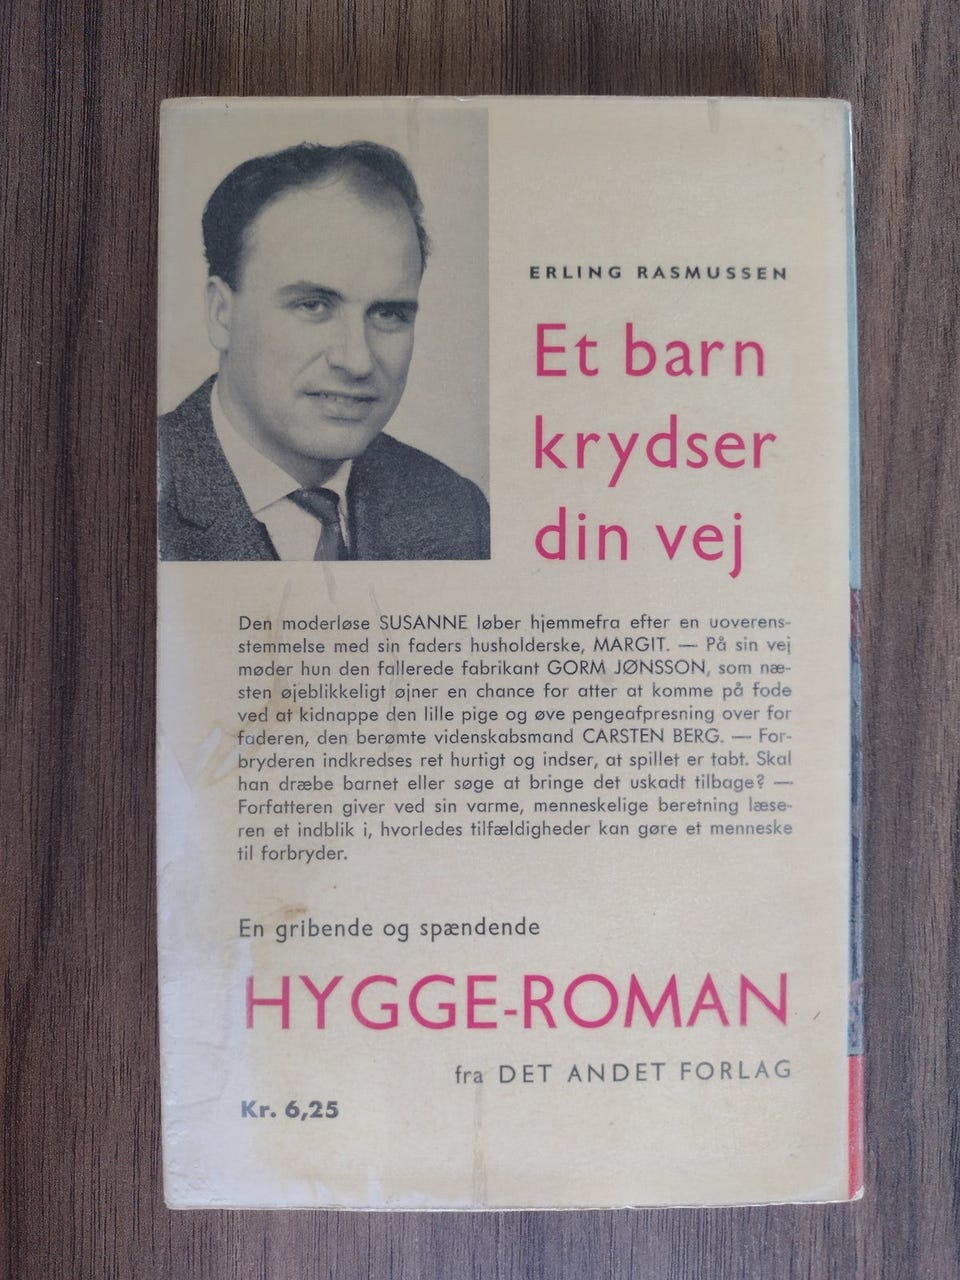 ERLING RASMUSSEN
Et barn
krydser
din vej
Den moderløse SUSANNE løber hjemmefra efter en uoverens-
stemmelse med sin faders husholderske, MARGIT. — På sin vej
møder hun den fallerede fabrikant GORM JØNSSON, som næ-
sten øjeblikkeligt øjner en chance for atter at komme på fode
ved at kidnappe den lille pige og øve pengeafpresning over for
faderen, den berømte videnskabsmand CARSTEN BERG. — For-
bryderen indkredses ret hurtigt og indser, at spillet er tabt. Skal
han dræbe barnet eller søge at bringe det uskadt tilbage? —
Forfatteren giver ved sin varme, menneskelige beretning læse-
ren et indblik i, hvorledes tilfældigheder kan gøre et menneske
til forbryder.
En gribende og spændende
HYGGE-ROMAN
fra DET ANDET FORLAG
Kr. 6,25